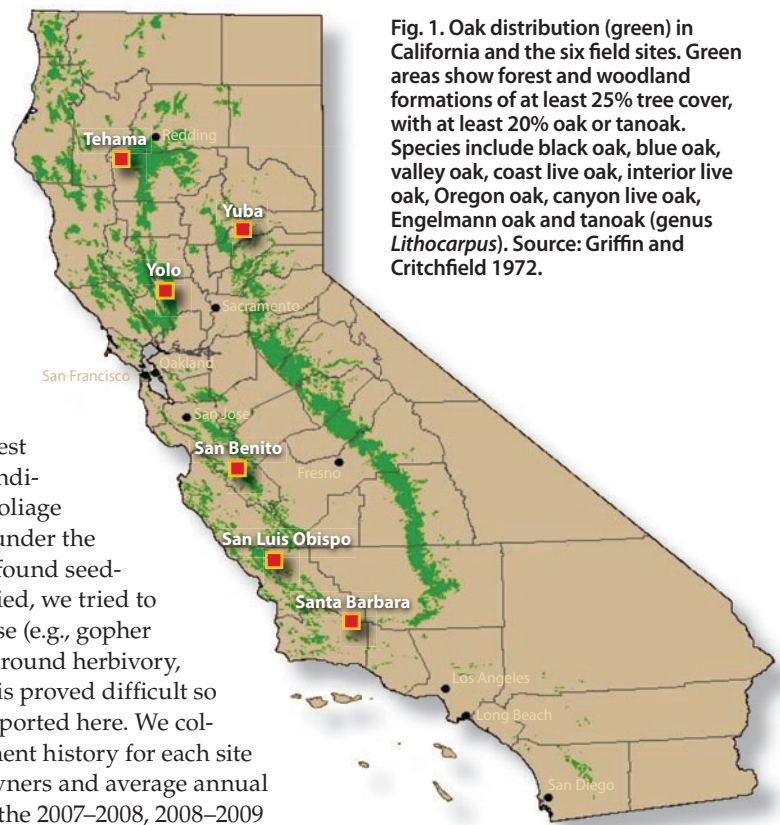 Fig. 1. Oak distribution (green) in
California and the six field sites. Green
areas show forest and woodland
formations of at least 25% tree cover,
with at least 20% oak or tanoak.
Species include black oak, blue oak,
valley oak, coast live oak, interior live
oak, Oregon oak, canyon live oak,
Engelmann oak and tanoak (genus
Lithocarpus). Source: Griffin and
Critchfield 1972.
Tehama
Redding
Yuba
Yolo
Sacramento
Oakland
San Francisco
San Jose
San Benito
Fresno
San Luis Obispo
Santa Barbara
Los Angeles
Long Beach
San Diego
est
ndi-
oliage
under the
found seed-
ied, we tried to
se (e.g., gopher
round herbivory,
is proved difficult so
ported here. We col-
ment history for each site
wners and average annual
the 2007–2008, 2008–2009